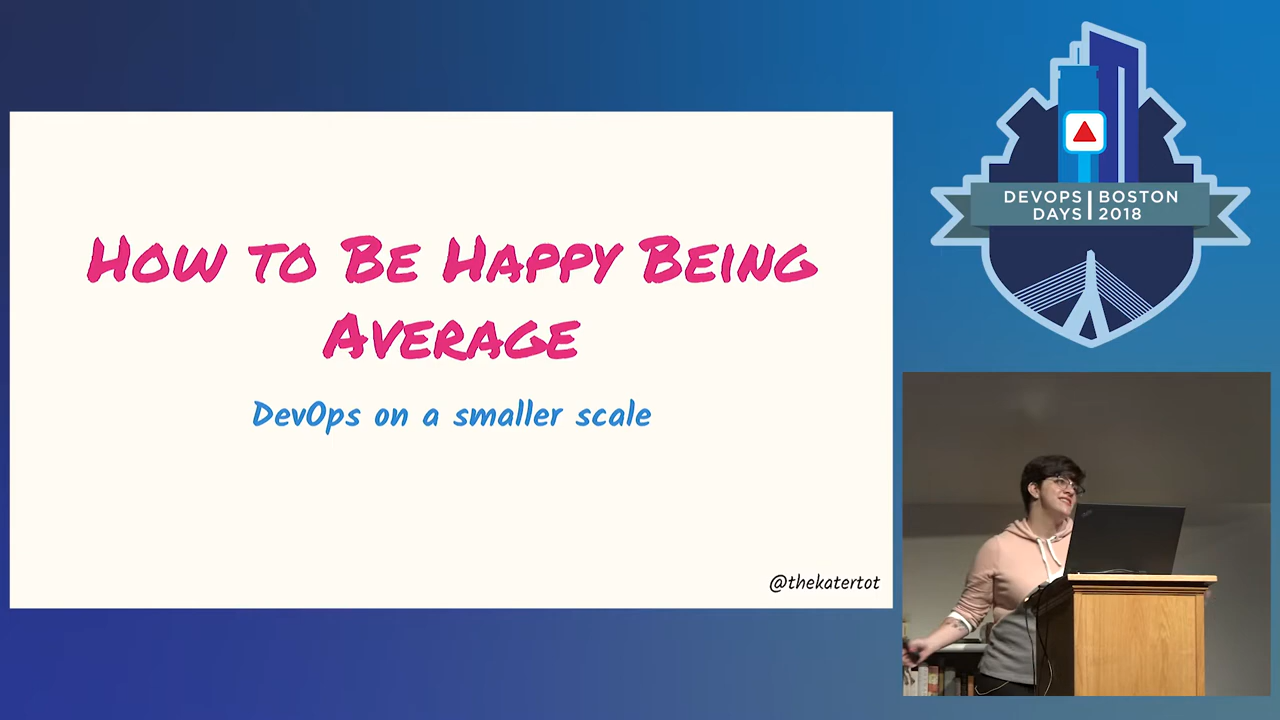 How to Be Happy Being
Average
DevOps on a smaller scale
@thekatertot
DEVOPS | BOSTON
DAYS | 2018